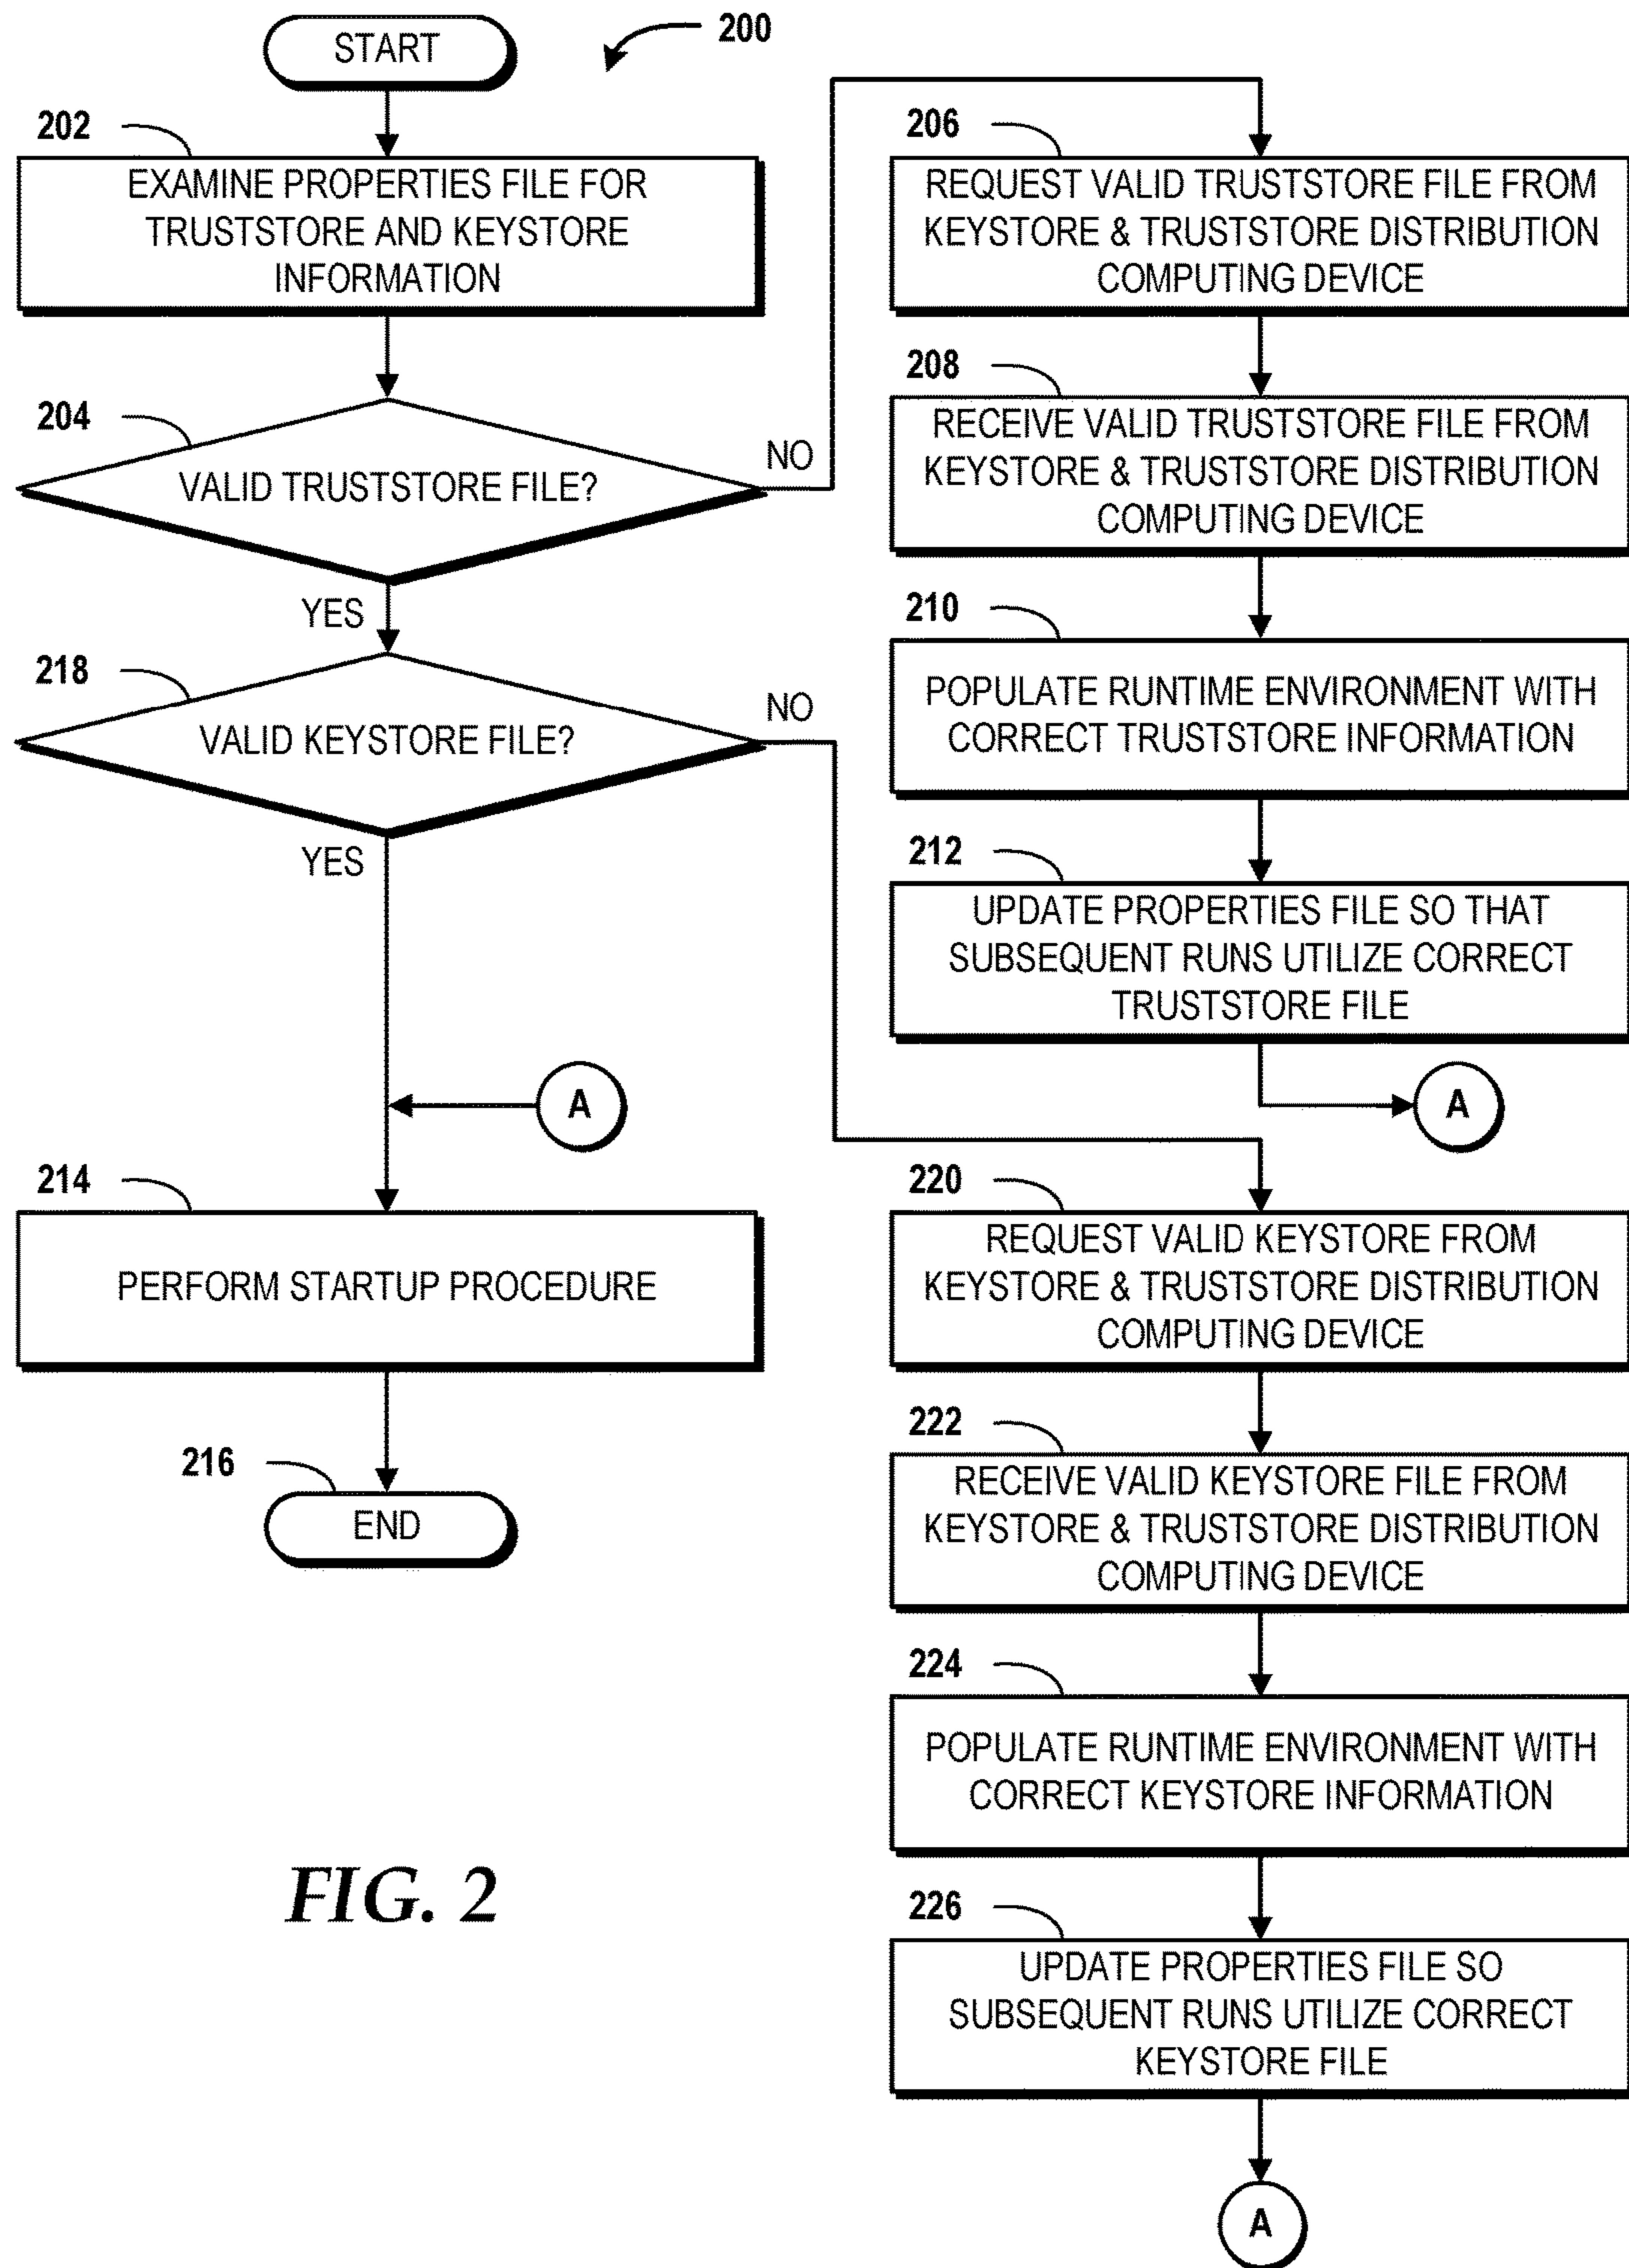 START
200
202
EXAMINE PROPERTIES FILE FOR
TRUSTSTORE AND KEYSTORE
INFORMATION
204
VALID TRUSTSTORE FILE?
NO
YES
218
VALID KEYSTORE FILE?
NO
YES
A
214
PERFORM STARTUP PROCEDURE
216
END
206
REQUEST VALID TRUSTSTORE FILE FROM
KEYSTORE & TRUSTSTORE DISTRIBUTION
COMPUTING DEVICE
208
RECEIVE VALID TRUSTSTORE FILE FROM
KEYSTORE & TRUSTSTORE DISTRIBUTION
COMPUTING DEVICE
210
POPULATE RUNTIME ENVIRONMENT WITH
CORRECT TRUSTSTORE INFORMATION
212
UPDATE PROPERTIES FILE SO THAT
SUBSEQUENT RUNS UTILIZE CORRECT
TRUSTSTORE FILE
A
220
REQUEST VALID KEYSTORE FROM
KEYSTORE & TRUSTSTORE DISTRIBUTION
COMPUTING DEVICE
222
RECEIVE VALID KEYSTORE FILE FROM
KEYSTORE & TRUSTSTORE DISTRIBUTION
COMPUTING DEVICE
224
POPULATE RUNTIME ENVIRONMENT WITH
CORRECT KEYSTORE INFORMATION
226
UPDATE PROPERTIES FILE SO
SUBSEQUENT RUNS UTILIZE CORRECT
KEYSTORE FILE
A
FIG. 2